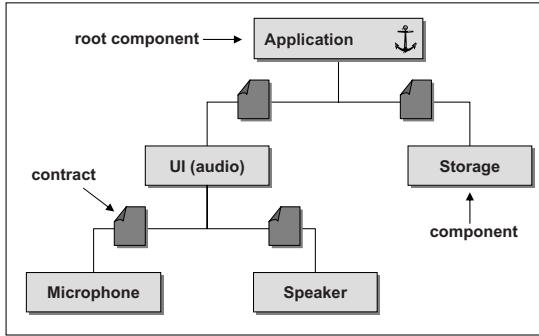 root component
Application
UI (audio)
Storage
contract
component
Microphone
Speaker